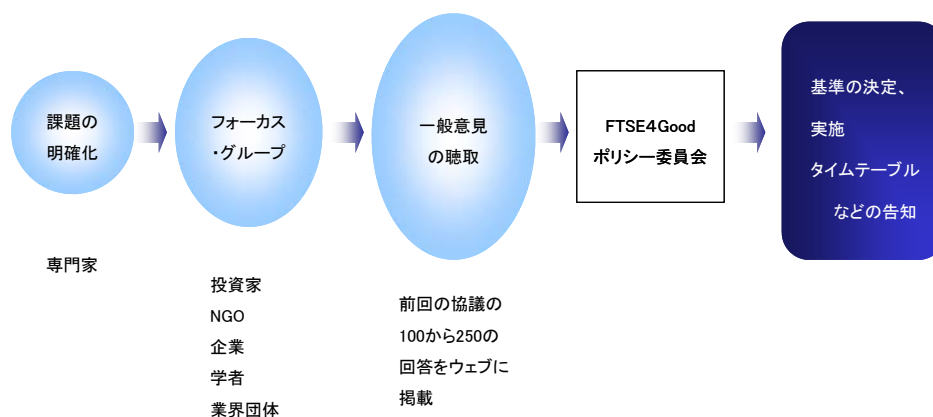 課題の
明確化
専門家
フォーカス
・グループ
投資家
NGO
企業
学者
業界団体
一般意見
の聴取
前回の協議の
100から250の
回答をウェブに
掲載
FTSE4Good
ポリシー委員会
基準の決定、
実施
タイムテーブル
などの告知